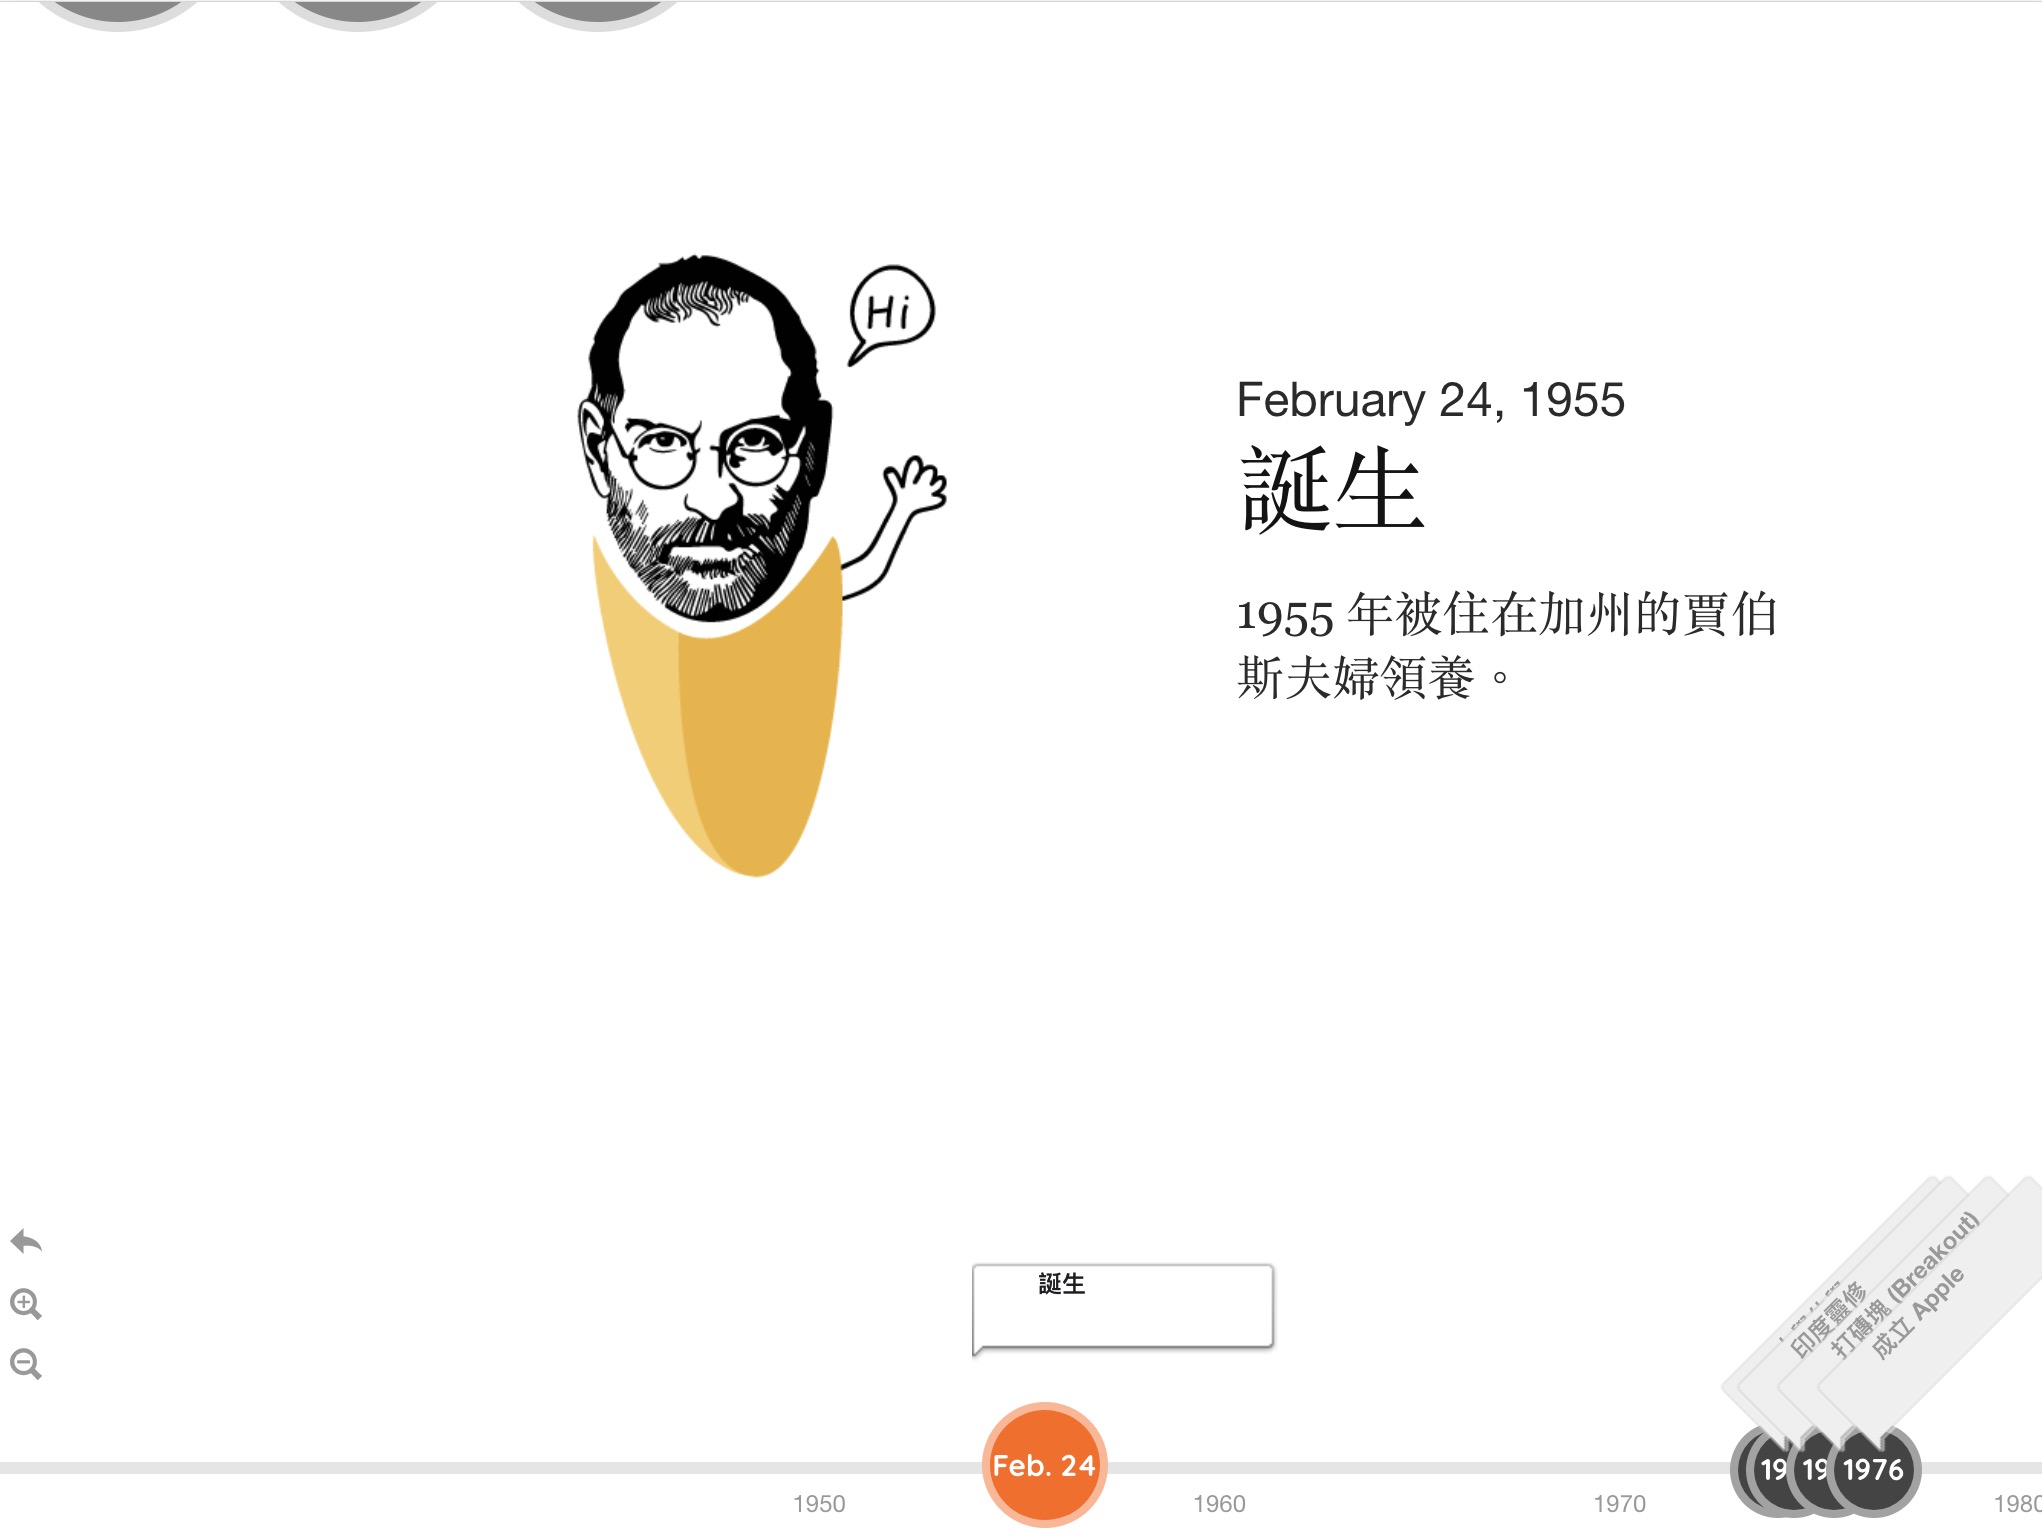 Hi
February 24, 1955
誕生
1955 年被住在加州的賈伯
斯夫婦領養。
誕生
印度靈修
打磚塊 (Breakout)
成立 Apple
Feb. 24
19
19
1976
1950
1960
1970
1980